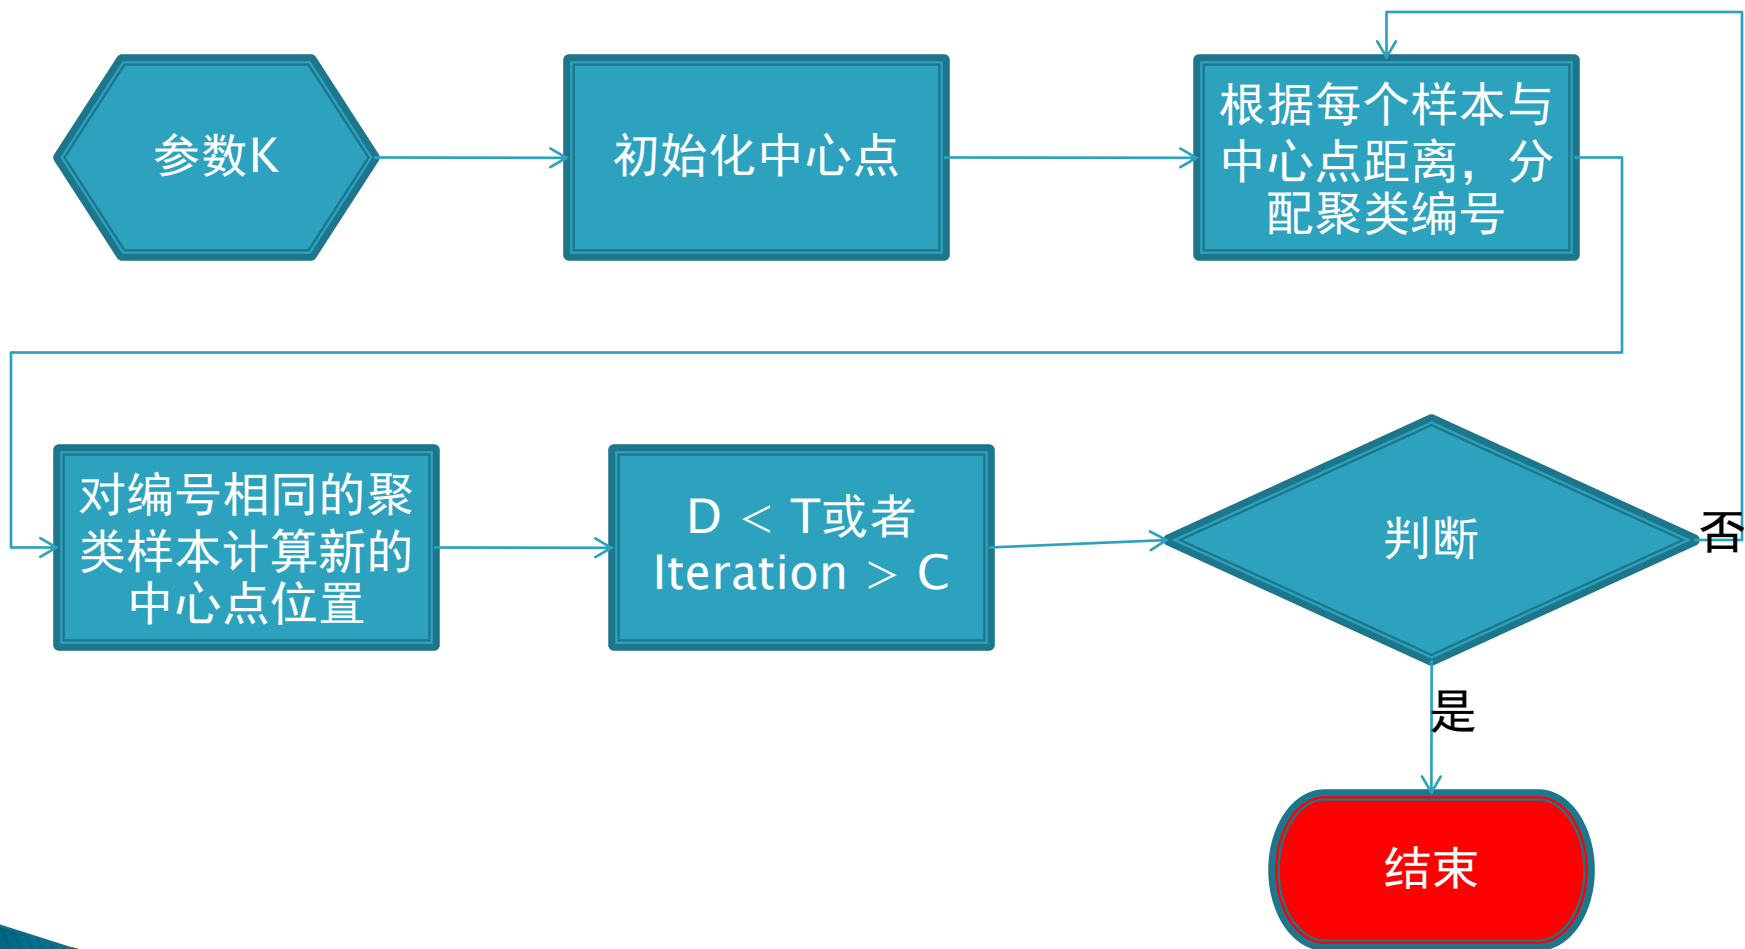 参数K
初始化中心点
根据每个样本与
中心点距离，分
配聚类编号
对编号相同的聚
类样本计算新的
中心点位置
D < T或者
Iteration > C
判断
否
是
结束